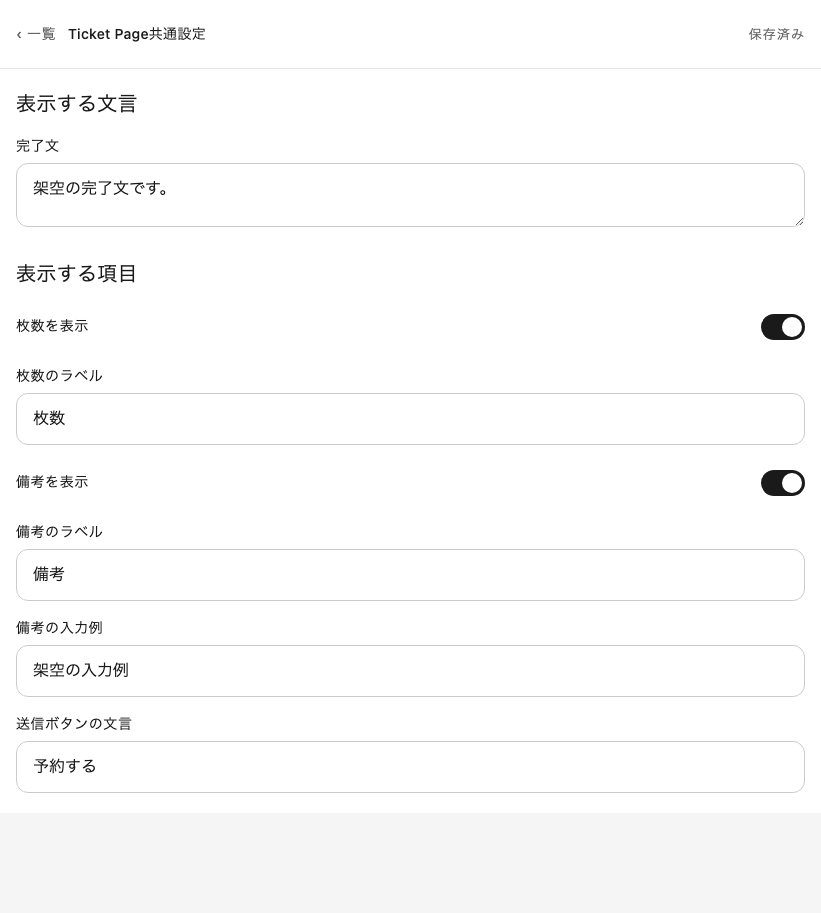 ‹ 一覧 Ticket Page共通設定 保存済み
表示する文言
完了文
架空の完了文です。
表示する項目
枚数を表示
枚数のラベル
枚数
備考を表示
備考のラベル
備考
備考の入力例
架空の入力例
送信ボタンの文言
予約する